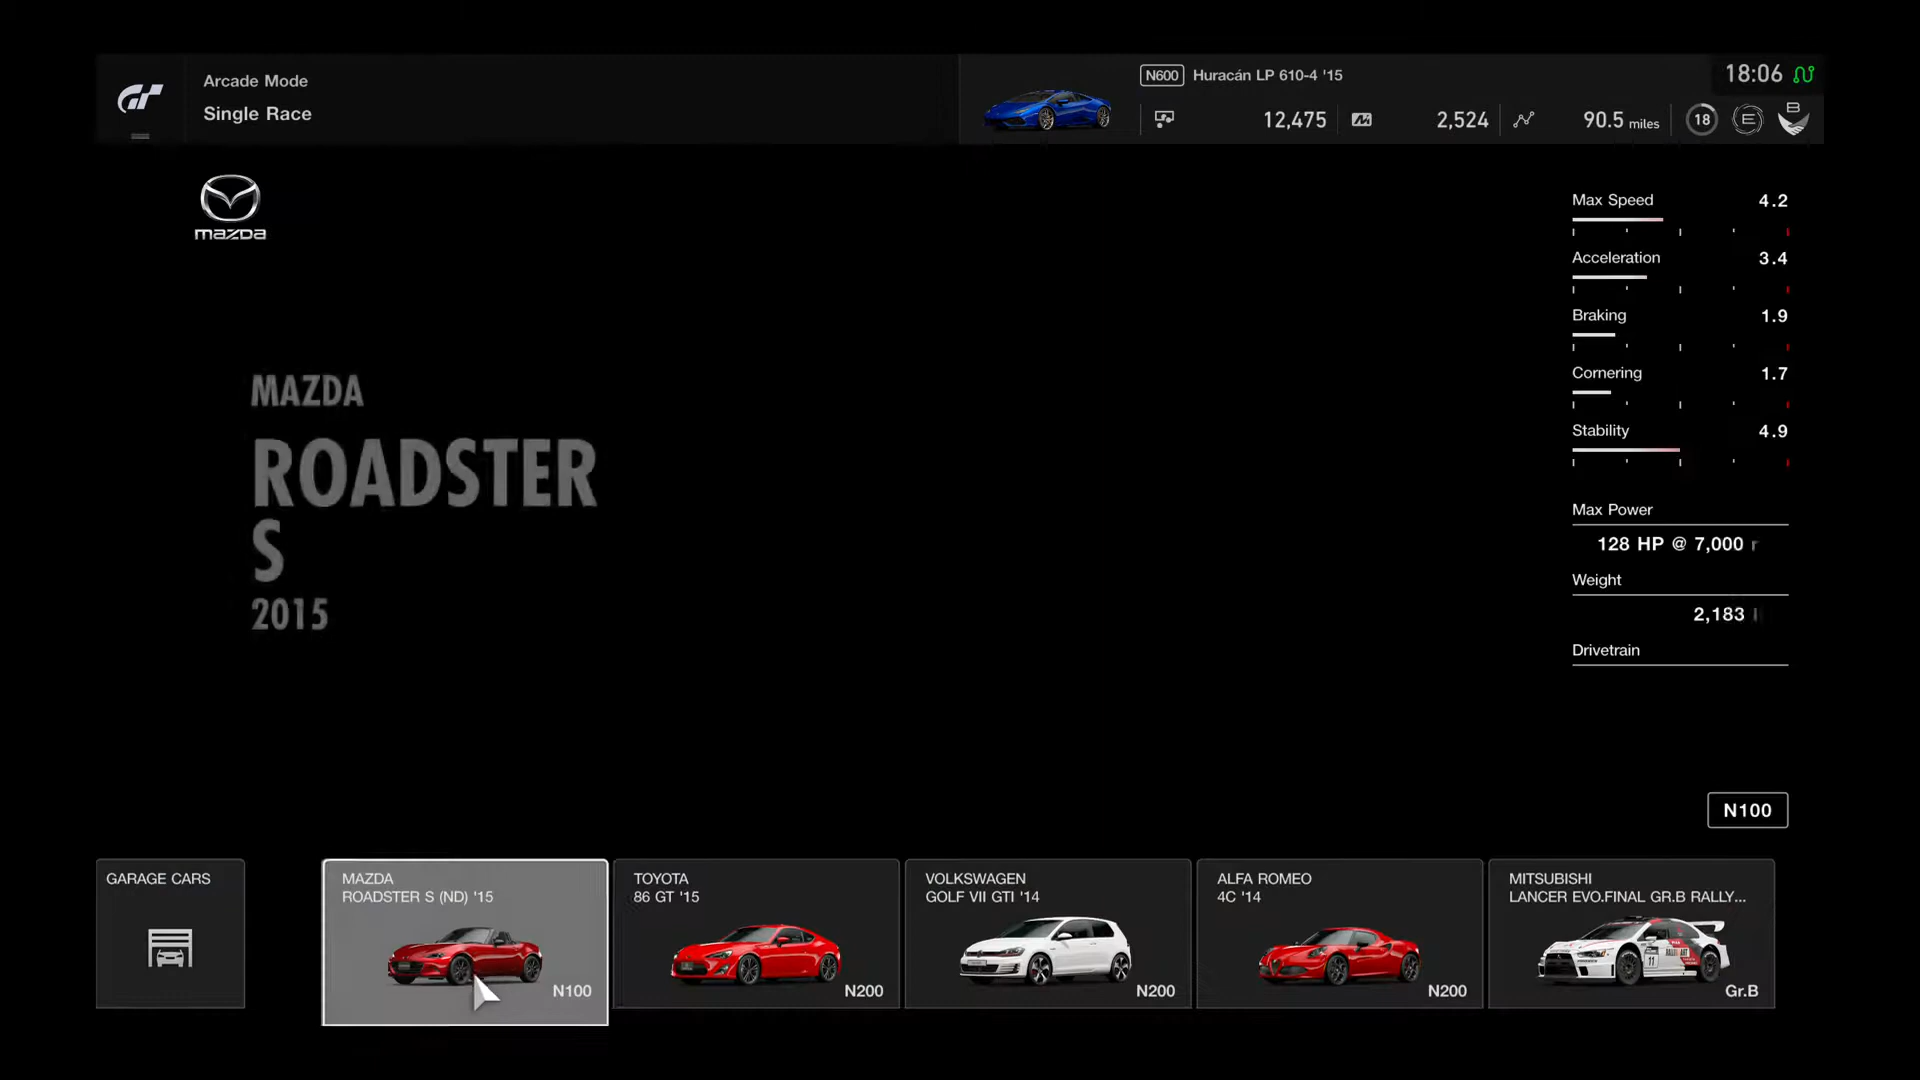 Arcade Mode
Single Race
N600 Huracán LP 610-4 '15
12,475
2,524
90.5 miles
18
E
B
18:06
mazda
Max Speed 4.2
Acceleration 3.4
Braking 1.9
Cornering 1.7
Stability 4.9
MAZDA
ROADSTER
S
2015
Max Power
128 HP @ 7,000
Weight
2,183
Drivetrain
N100
GARAGE CARS
MAZDA
ROADSTER S (ND) '15
N100
TOYOTA
86 GT '15
N200
VOLKSWAGEN
GOLF VII GTI '14
N200
ALFA ROMEO
4C '14
N200
MITSUBISHI
LANCER EVO.FINAL GR.B RALLY...
Gr.B